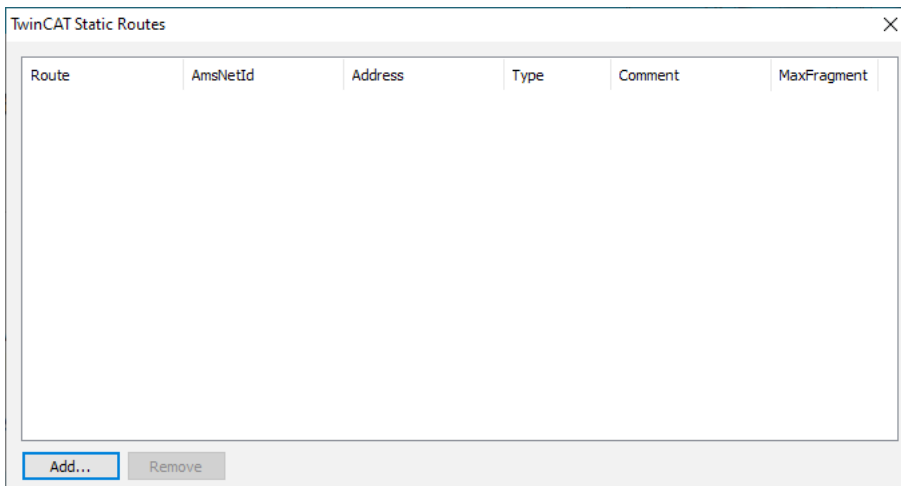 TwinCAT Static Routes
Route AmsNetId Address Type Comment MaxFragment
Add... Remove